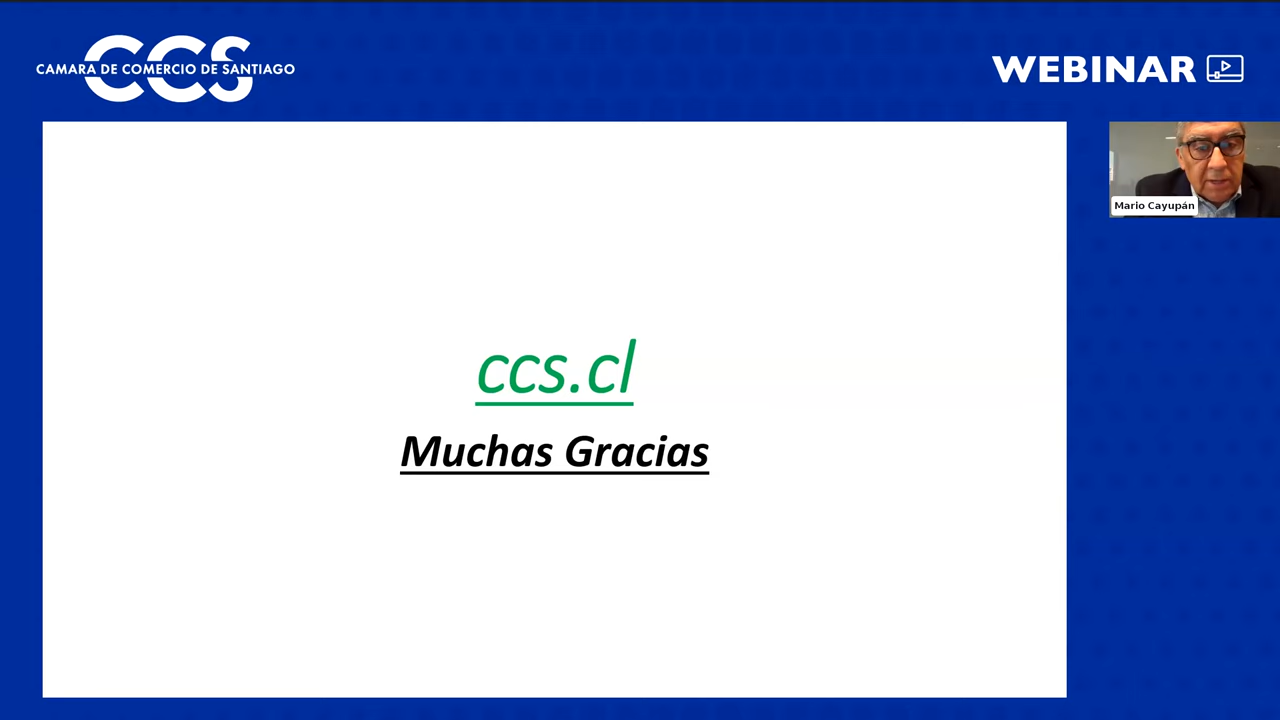 CCS
CAMARA DE COMERCIO DE SANTIAGO
WEBINAR
Mario Cayupán
ccs.cl
Muchas Gracias